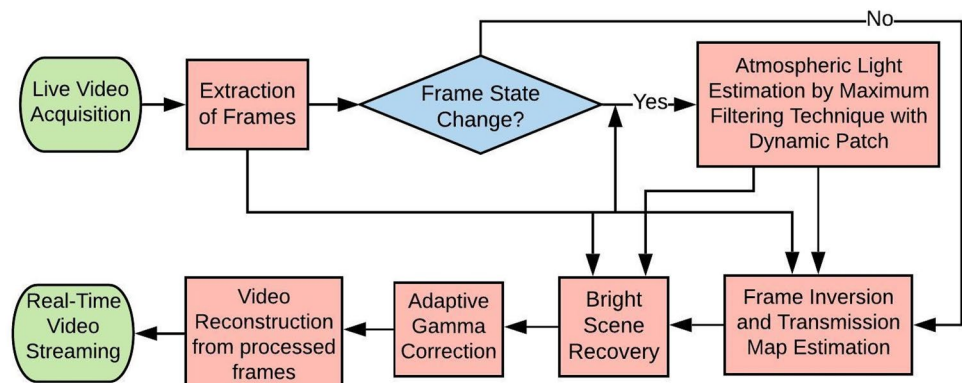 No
Live Video
Acquisition
Extraction
of Frames
Frame State
Change?
Yes
Atmospheric Light
Estimation by Maximum
Filtering Technique with
Dynamic Patch
Real-Time
Video
Streaming
Video
Reconstruction
from processed
frames
Adaptive
Gamma
Correction
Bright
Scene
Recovery
Frame Inversion
and Transmission
Map Estimation